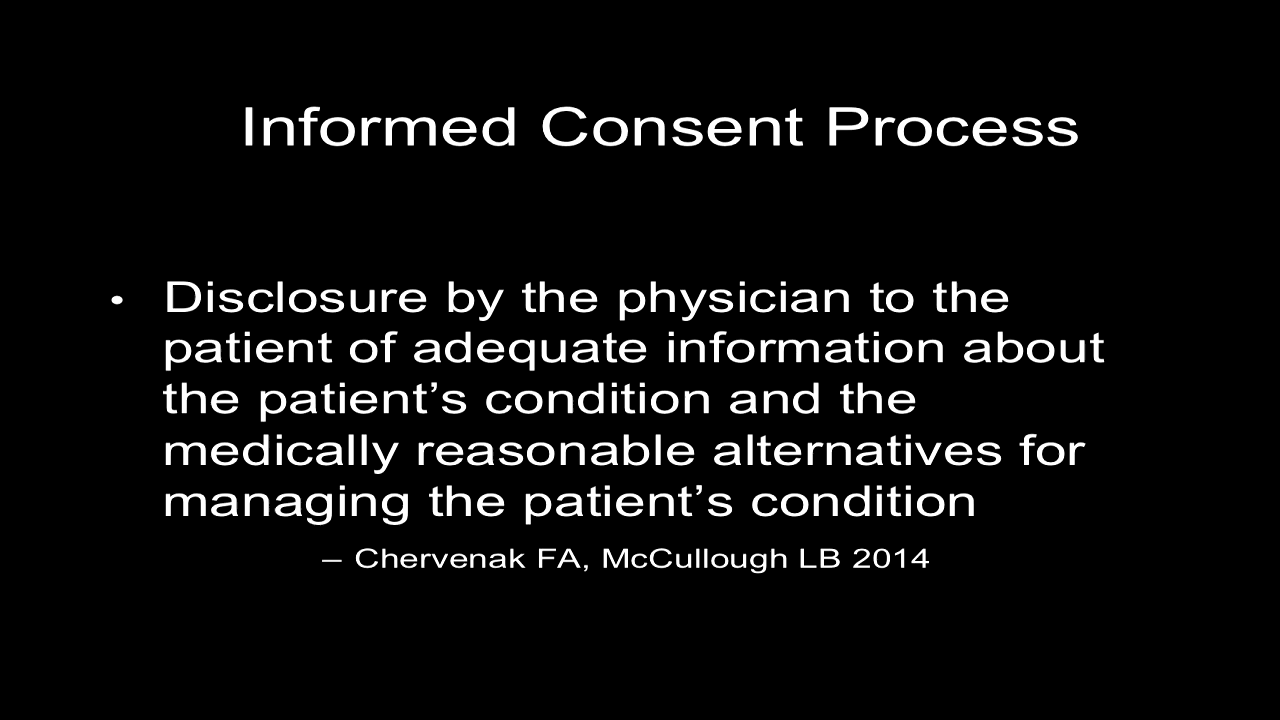 Informed Consent Process
• Disclosure by the physician to the
patient of adequate information about
the patient’s condition and the
medically reasonable alternatives for
managing the patient’s condition
– Chervenak FA, McCullough LB 2014